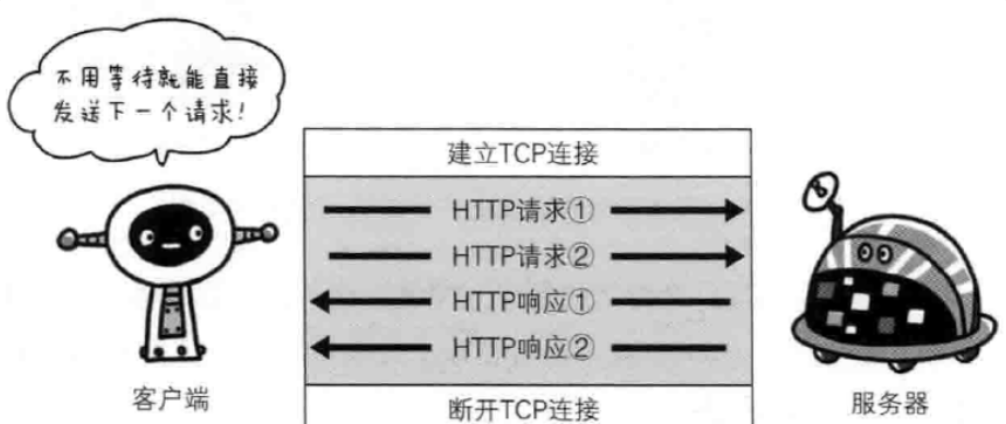 不用等待就能直接
发送下一个请求!
建立TCP连接
HTTP请求①
HTTP请求②
HTTP响应①
HTTP响应②
断开TCP连接
客户端
服务器